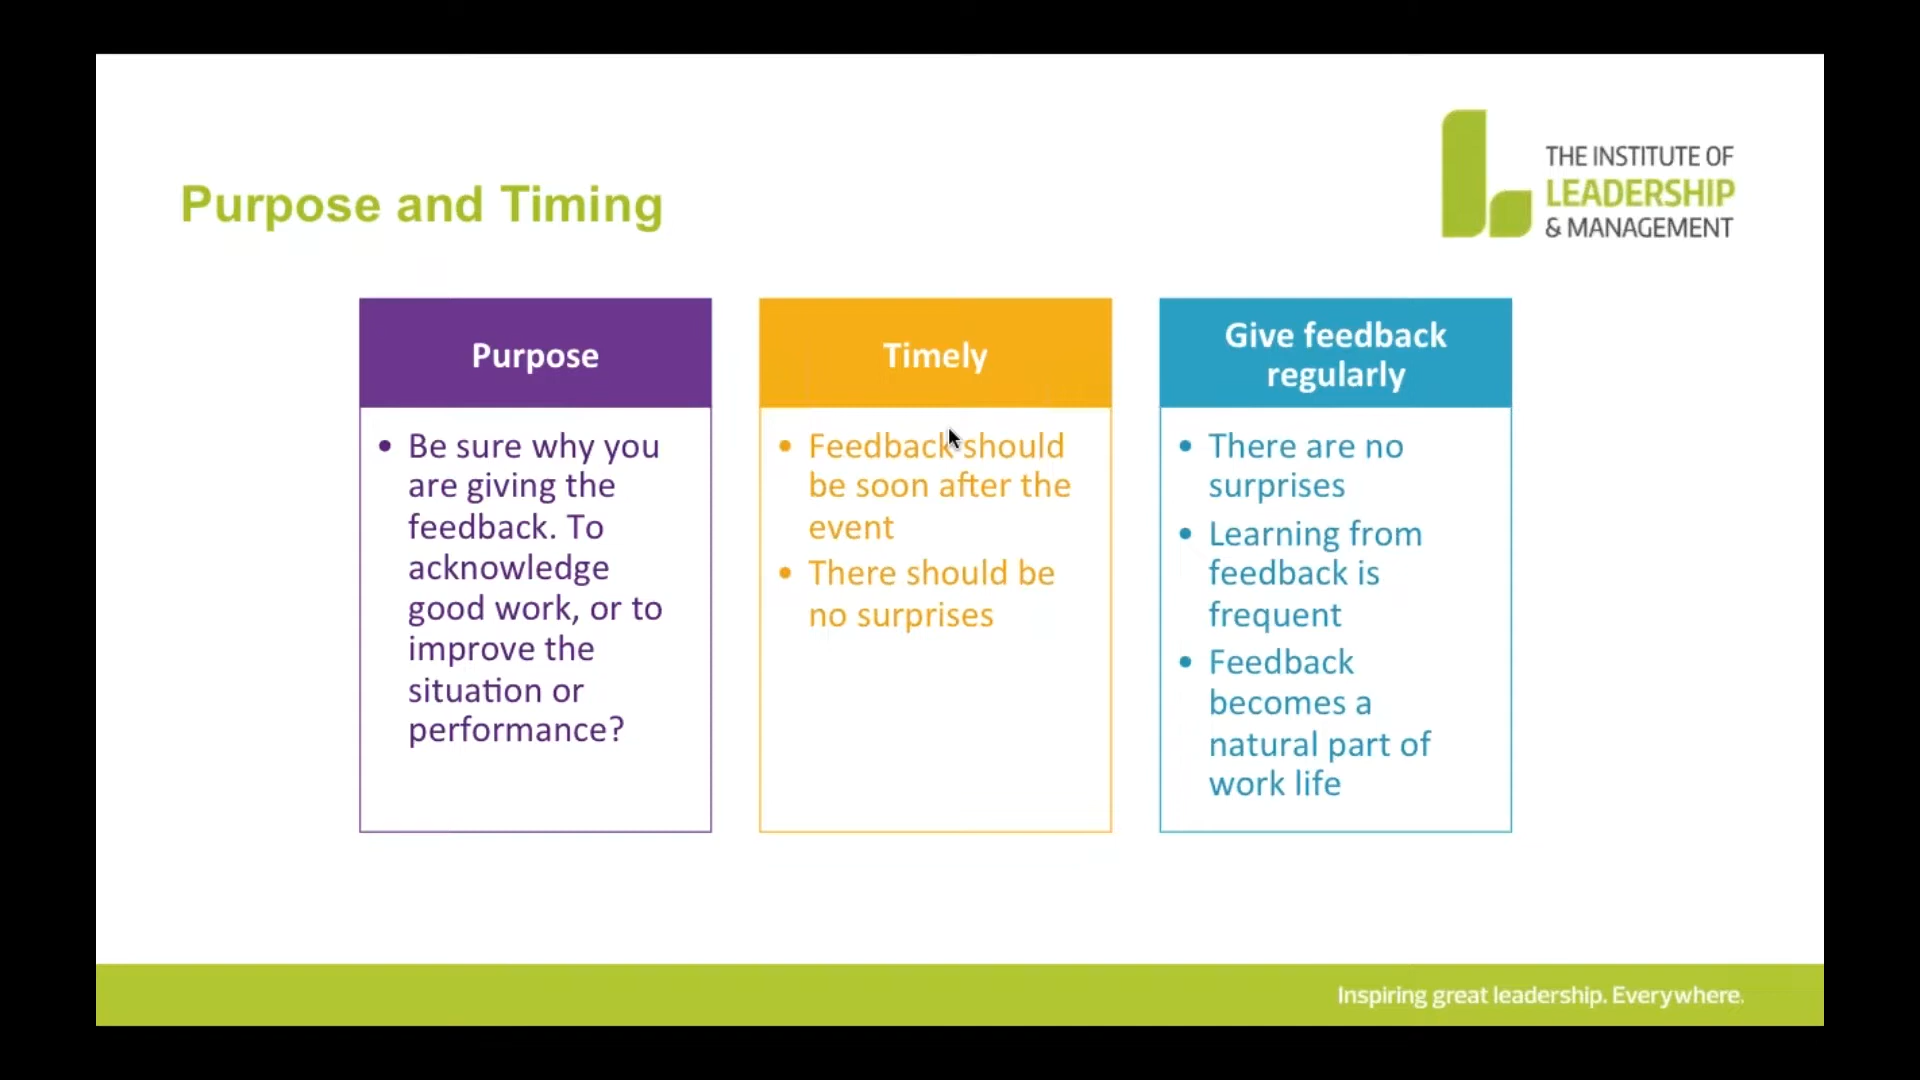 Purpose and Timing
THE INSTITUTE OF
LEADERSHIP
& MANAGEMENT
Purpose
• Be sure why you
are giving the
feedback. To
acknowledge
good work, or to
improve the
situation or
performance?
Timely
• Feedback should
be soon after the
event
• There should be
no surprises
Give feedback
regularly
• There are no
surprises
• Learning from
feedback is
frequent
• Feedback
becomes a
natural part of
work life
Inspiring great leadership. Everywhere.